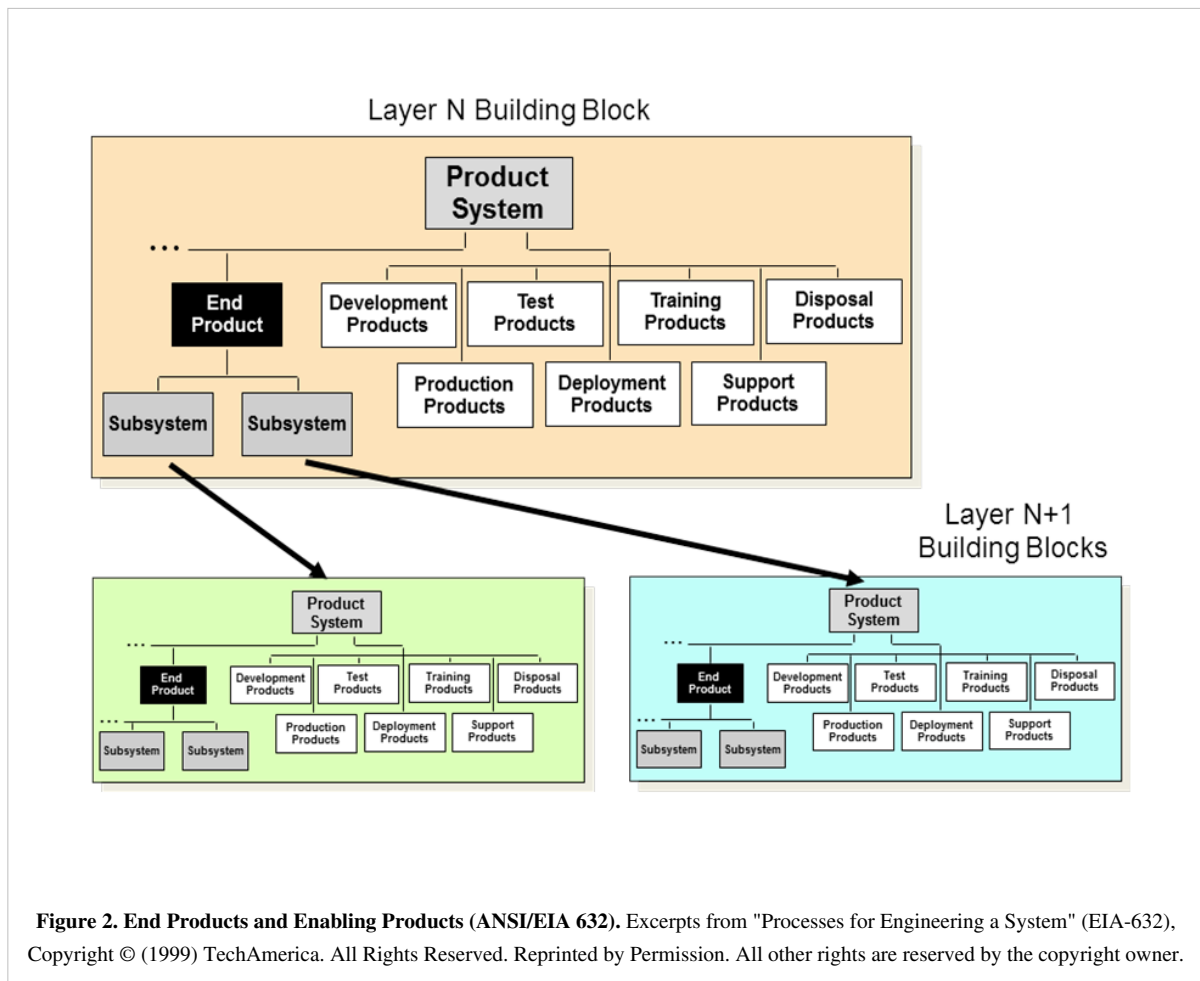 Layer N Building Block
Product
System
...
End
Product
Development
Products
Test
Products
Training
Products
Disposal
Products
Production
Products
Deployment
Products
Support
Products
Subsystem
Subsystem
Layer N+1
Building Blocks
Product
System
...
End
Product
Development
Products
Test
Products
Training
Products
Disposal
Products
Production
Products
Deployment
Products
Support
Products
...
Subsystem
Subsystem
Product
System
...
End
Product
Development
Products
Test
Products
Training
Products
Disposal
Products
Production
Products
Deployment
Products
Support
Products
...
Subsystem
Subsystem
Figure 2. End Products and Enabling Products (ANSI/EIA 632). Excerpts from "Processes for Engineering a System" (EIA-632),
Copyright © (1999) TechAmerica. All Rights Reserved. Reprinted by Permission. All other rights are reserved by the copyright owner.